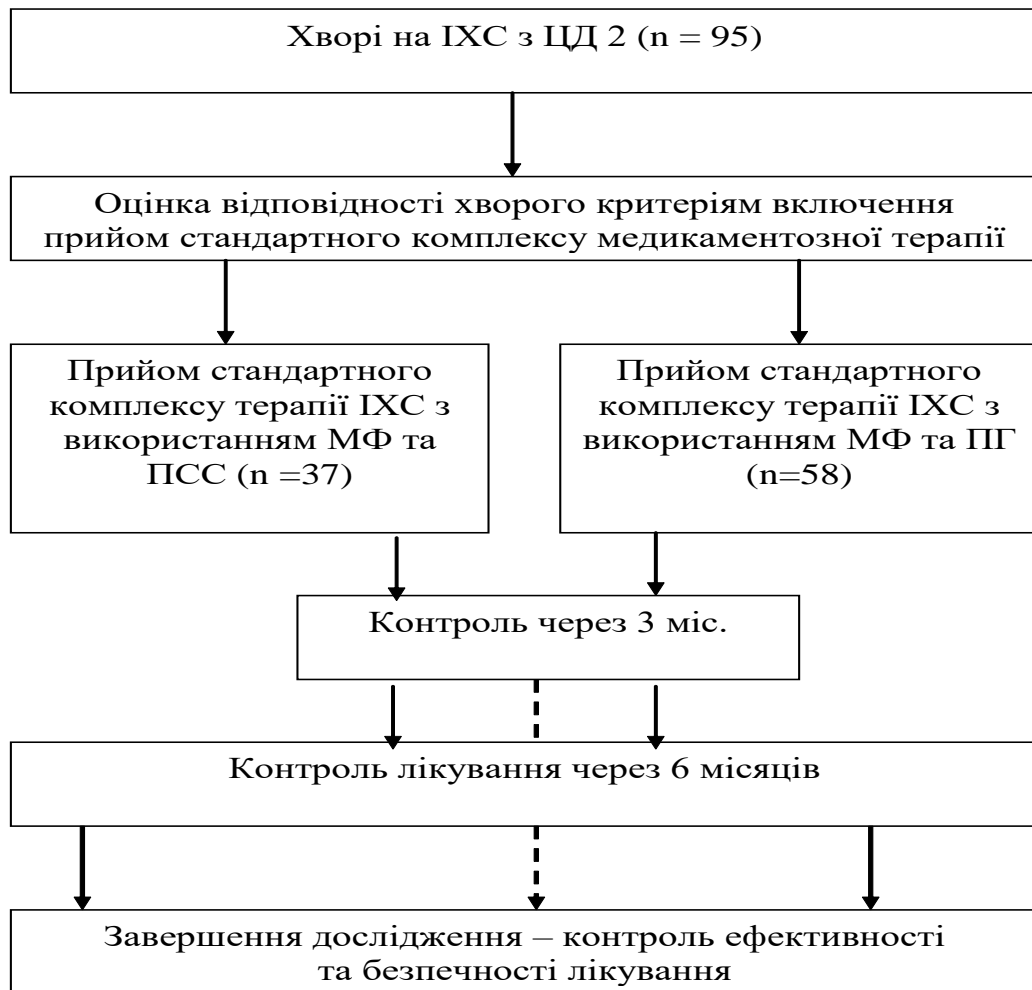 Хворі на ІХС з ЦД 2 (n = 95)
Оцінка відповідності хворого критеріям включення
прийом стандартного комплексу медикаментозної терапії
Прийом стандартного
комплексу терапії ІХС з
використанням МФ та
ПСС (n =37)
Прийом стандартного
комплексу терапії ІХС з
використанням МФ та ПГ
(n=58)
Контроль через 3 міс.
Контроль лікування через 6 місяців
Завершення дослідження – контроль ефективності
та безпечності лікування